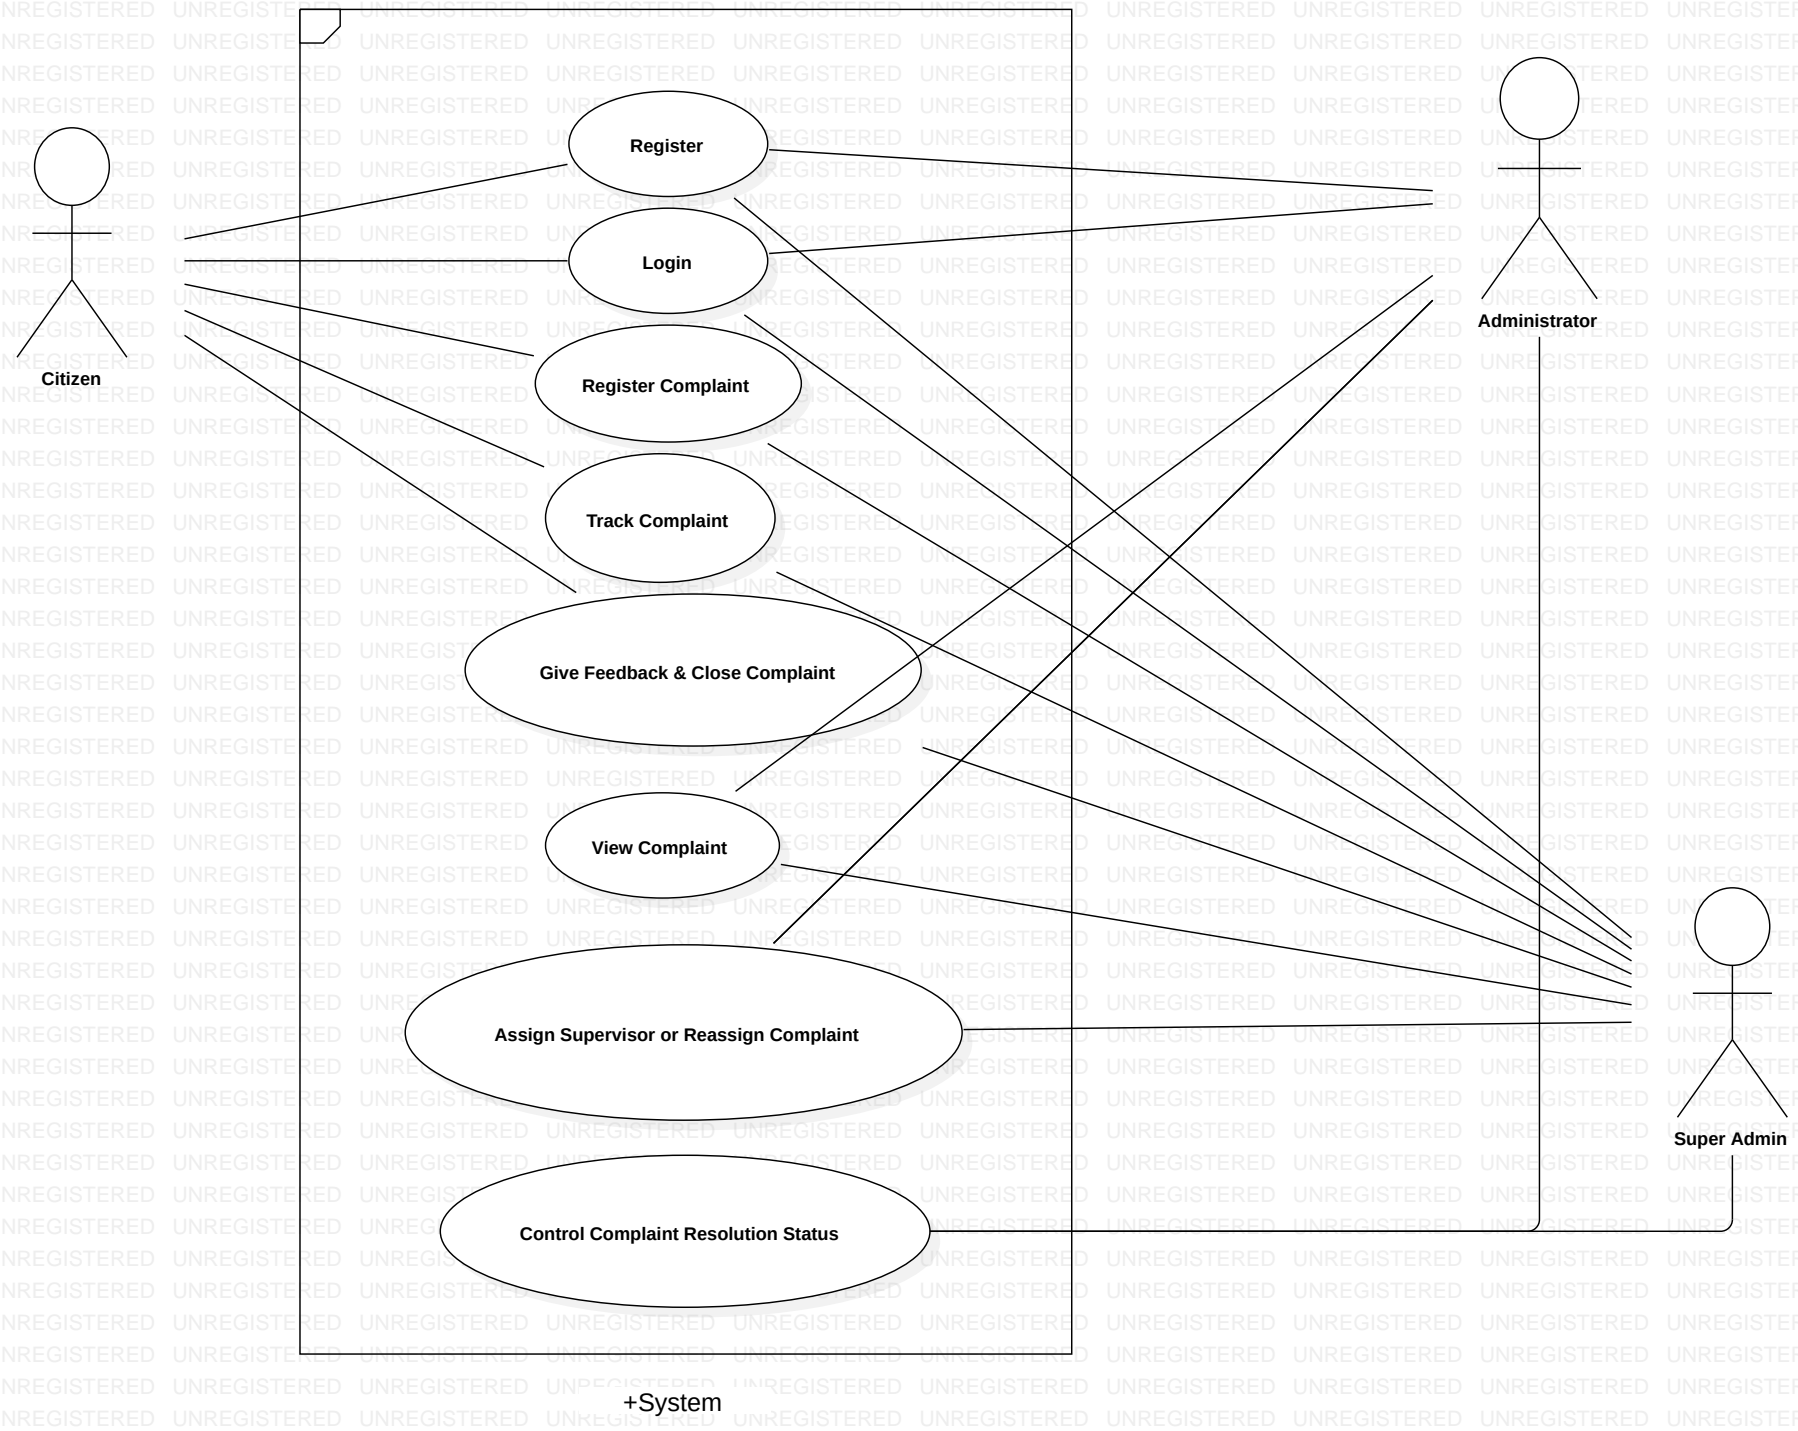 Register
Login
Register Complaint
Track Complaint
Give Feedback & Close Complaint
View Complaint
Assign Supervisor or Reassign Complaint
Control Complaint Resolution Status
Citizen
Administrator
Super Admin
+System
UNREGISTERED